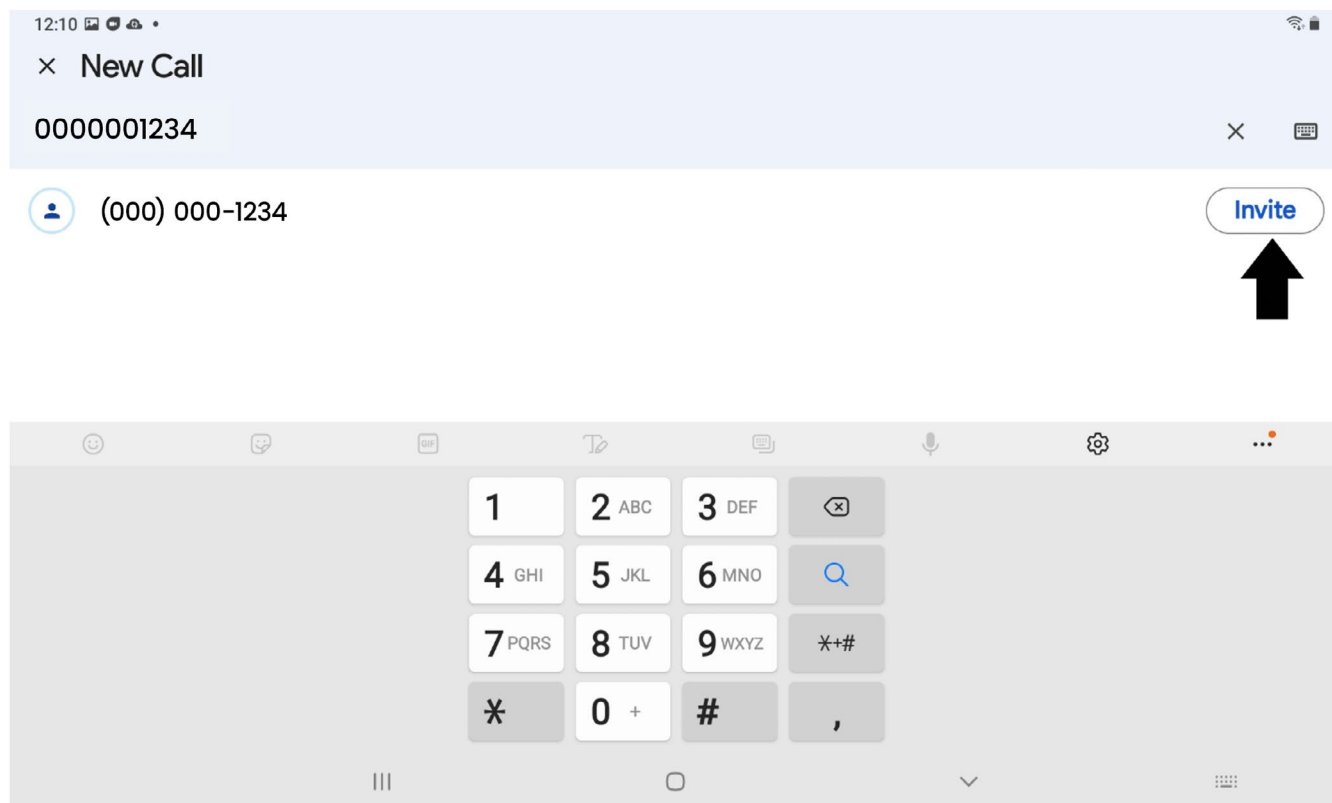 12:10
New Call
0000001234
(000) 000-1234
Invite
GIF
1
2 ABC
3 DEF
4 GHI
5 JKL
6 MNO
7 PQRS
8 TUV
9 WXYZ
*+#
*
0 +
#
,